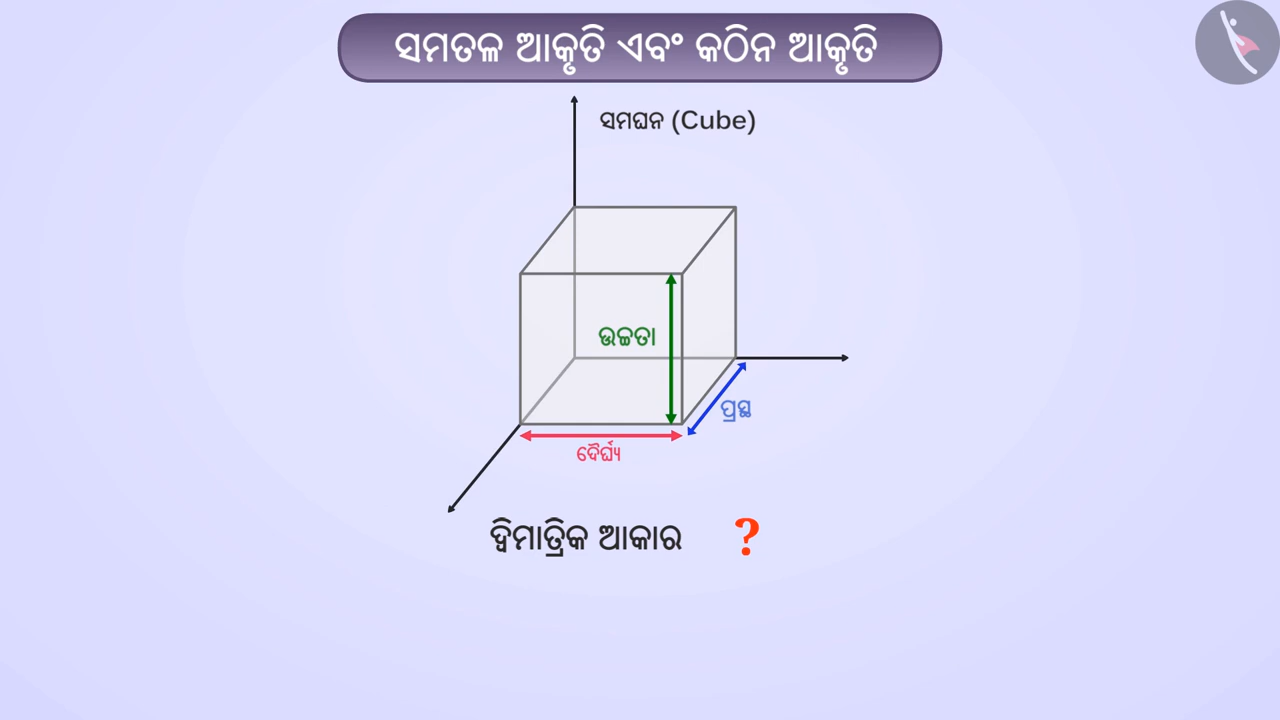 ସମତଳ ଆକୃତି ଏବଂ କଠିନ ଆକୃତି
ସମଘନ (Cube)
ଉଚ୍ଚତା
ପ୍ରସ୍ଥ
ଦୈର୍ଘ୍ୟ
ଦ୍ୱିମାତ୍ରିକ ଆକାର ?